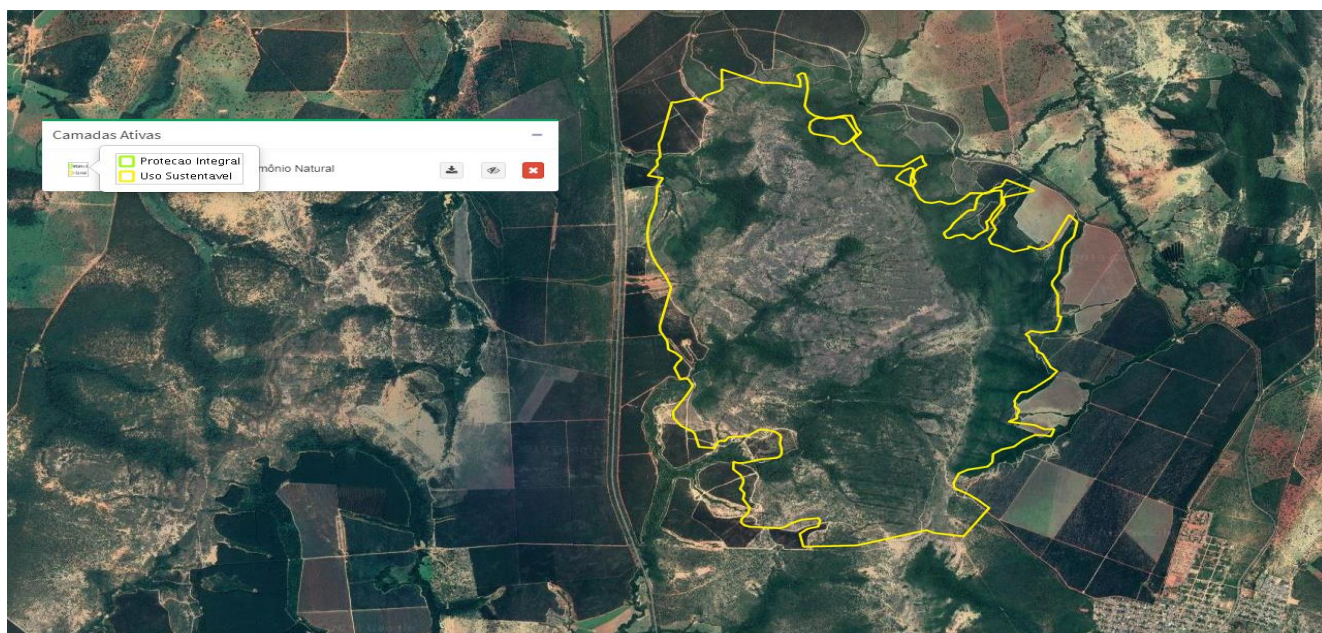 Camadas Ativas
Protecao Integral
Uso Sustentavel
mônio Natural